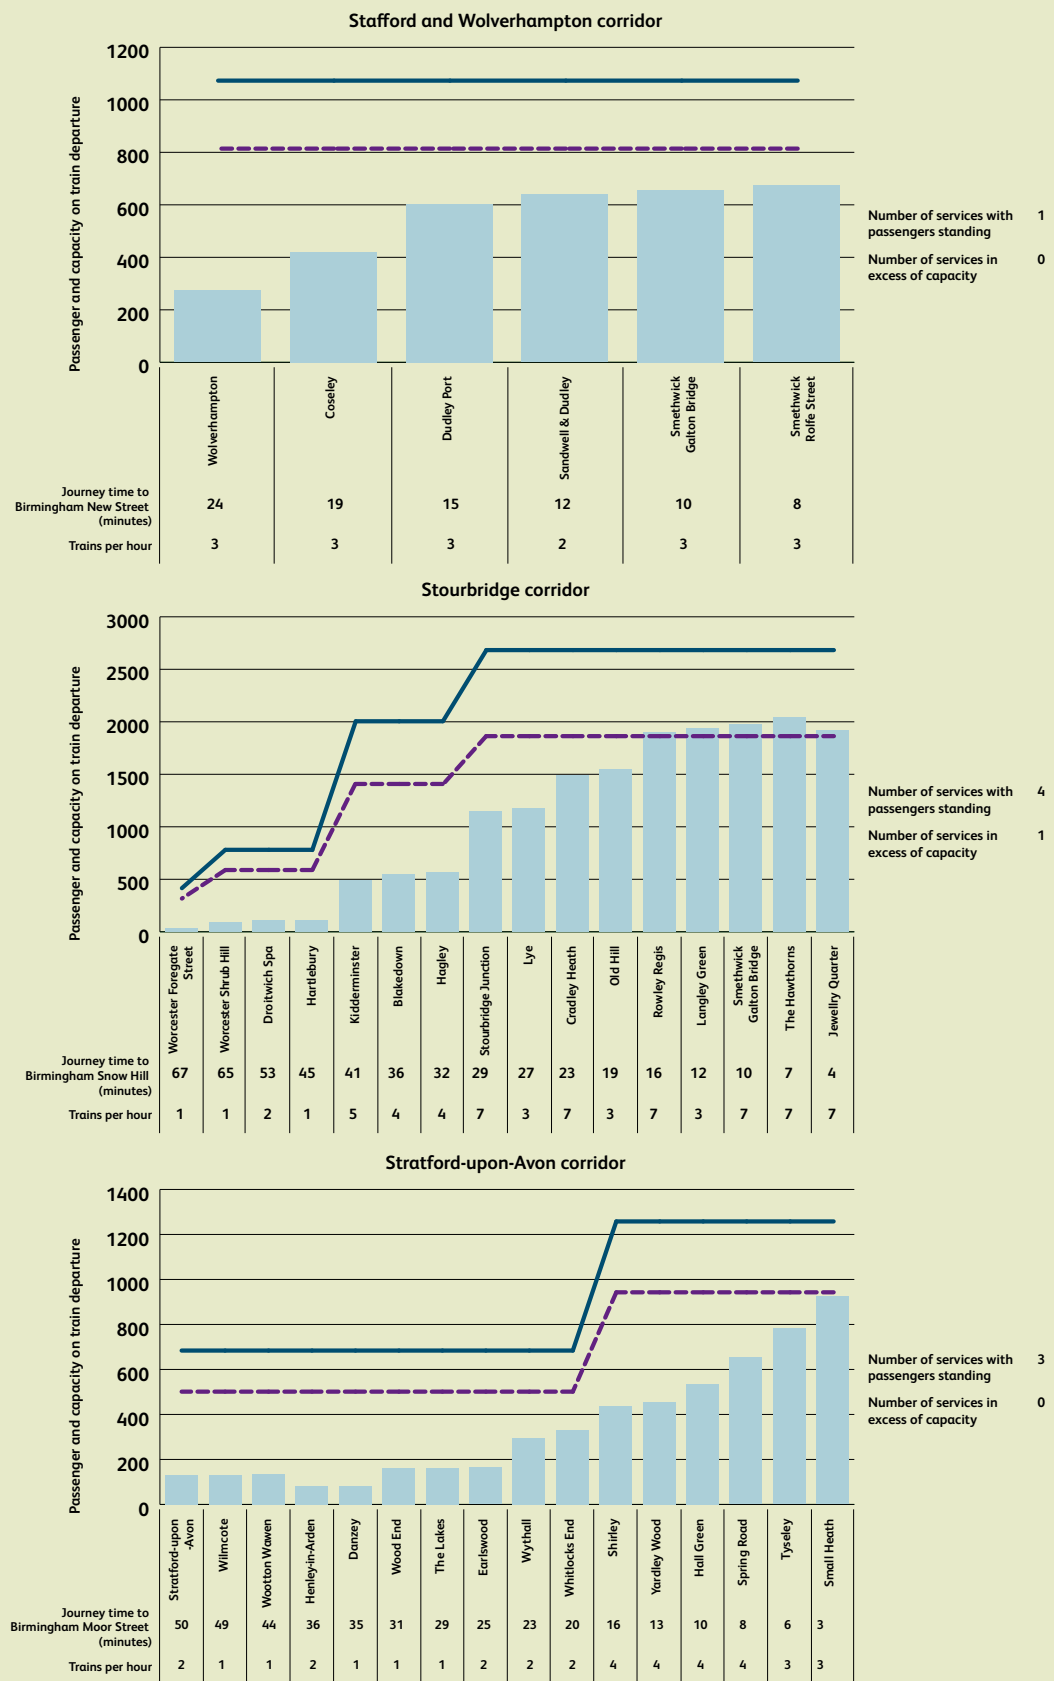 Stafford and Wolverhampton corridor
Passenger and capacity on train departure
1200
1000
800
600
400
200
0
Number of services with 1
passengers standing
Number of services in 0
excess of capacity
Wolverhampton
Coseley
Dudley Port
Sandwell & Dudley
Smethwick
Galton Bridge
Smethwick
Rolfe Street
Journey time to
Birmingham New Street
(minutes)
24 19 15 12 10 8
Trains per hour 3 3 3 2 3 3
Stourbridge corridor
Passenger and capacity on train departure
3000
2500
2000
1500
1000
500
0
Number of services with 4
passengers standing
Number of services in 1
excess of capacity
Worcester Foregate
Street
Worcester Shrub Hill
Droitwich Spa
Hartlebury
Kidderminster
Blakedown
Hagley
Stourbridge Junction
Lye
Cradley Heath
Old Hill
Rowley Regis
Langley Green
Smethwick
Galton Bridge
The Hawthorns
Jewellry Quarter
Journey time to
Birmingham Snow Hill
(minutes)
67 65 53 45 41 36 32 29 27 23 19 16 12 10 7 4
Trains per hour 1 1 2 1 5 4 4 7 3 7 3 7 3 7 7 7
Stratford-upon-Avon corridor
Passenger and capacity on train departure
1400
1200
1000
800
600
400
200
0
Number of services with 3
passengers standing
Number of services in 0
excess of capacity
Stratford-upon
-Avon
Wilmcote
Wootton Wawen
Henley-in-Arden
Danzey
Wood End
The Lakes
Earlswood
Wythall
Whitlocks End
Shirley
Yardley Wood
Hall Green
Spring Road
Tyseley
Small Heath
Journey time to
Birmingham Moor Street
(minutes)
50 49 44 36 35 31 29 25 23 20 16 13 10 8 6 3
Trains per hour 2 1 1 2 1 1 1 2 2 2 4 4 4 4 3 3